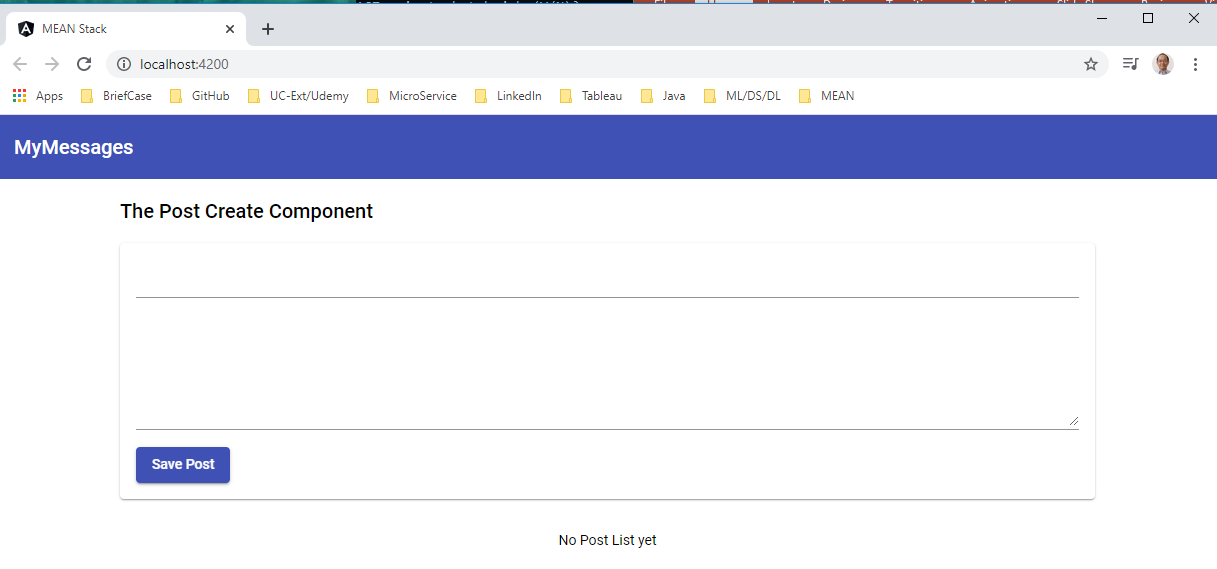 MEAN Stack
localhost:4200
Apps BriefCase GitHub UC-Ext/Udemy MicroService LinkedIn Tableau Java ML/DS/DL MEAN
MyMessages
The Post Create Component
Save Post
No Post List yet